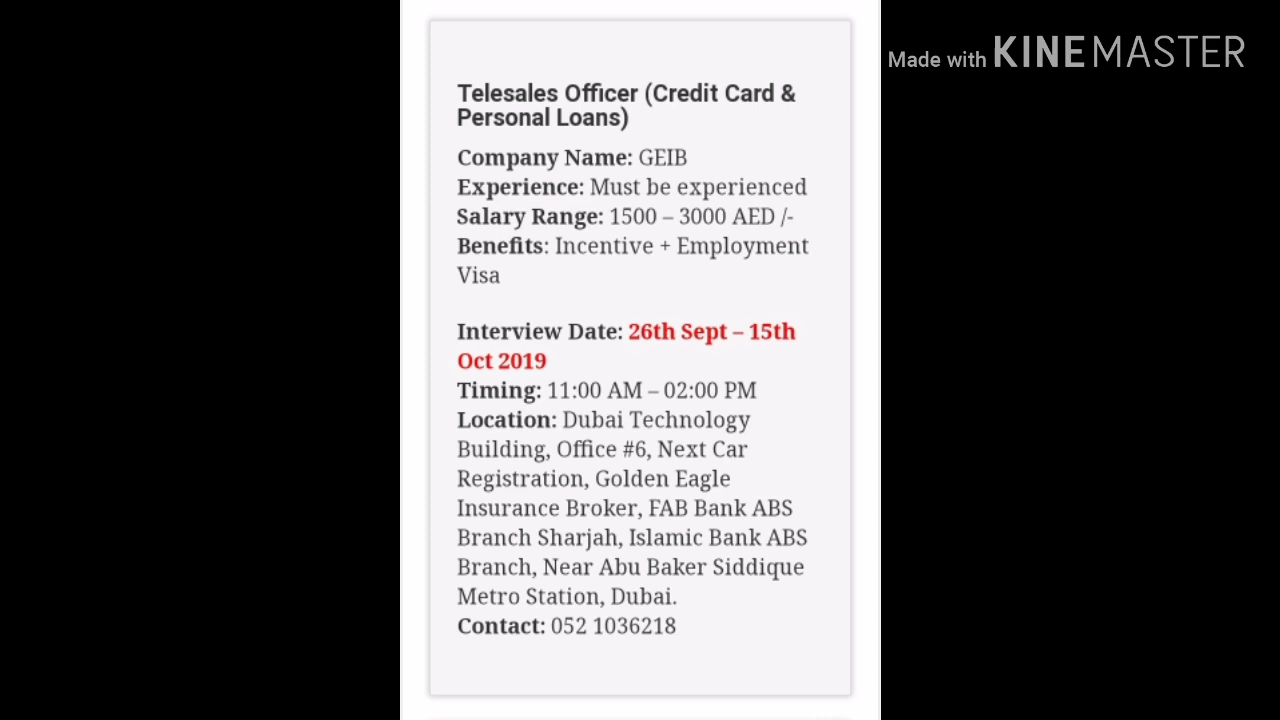 Made with KINEMASTER
Telesales Officer (Credit Card &
Personal Loans)
Company Name: GEIB
Experience: Must be experienced
Salary Range: 1500 – 3000 AED /-
Benefits: Incentive + Employment
Visa
Interview Date: 26th Sept – 15th
Oct 2019
Timing: 11:00 AM – 02:00 PM
Location: Dubai Technology
Building, Office #6, Next Car
Registration, Golden Eagle
Insurance Broker, FAB Bank ABS
Branch Sharjah, Islamic Bank ABS
Branch, Near Abu Baker Siddique
Metro Station, Dubai.
Contact: 052 1036218